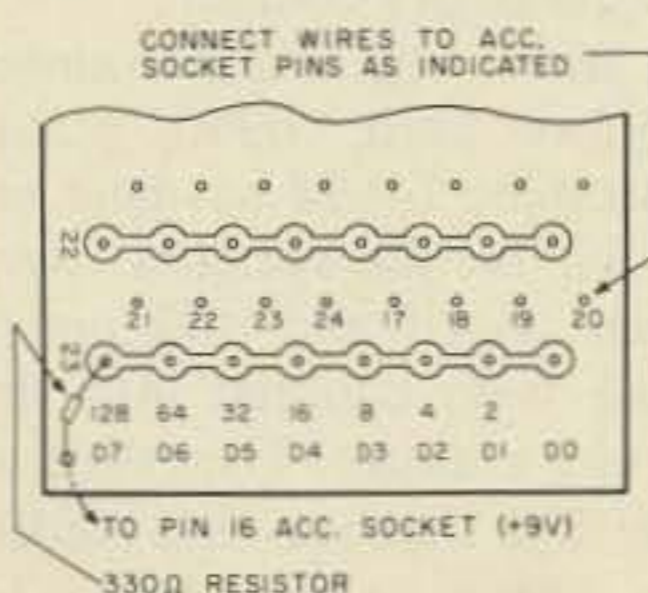 CONNECT WIRES TO ACC.
SOCKET PINS AS INDICATED
22
21 22 23 24 17 18 19 20
23
128 64 32 16 8 4 2
D7 D6 D5 D4 D3 D2 D1 D0
TO PIN 16 ACC. SOCKET (+9V)
330Ω RESISTOR